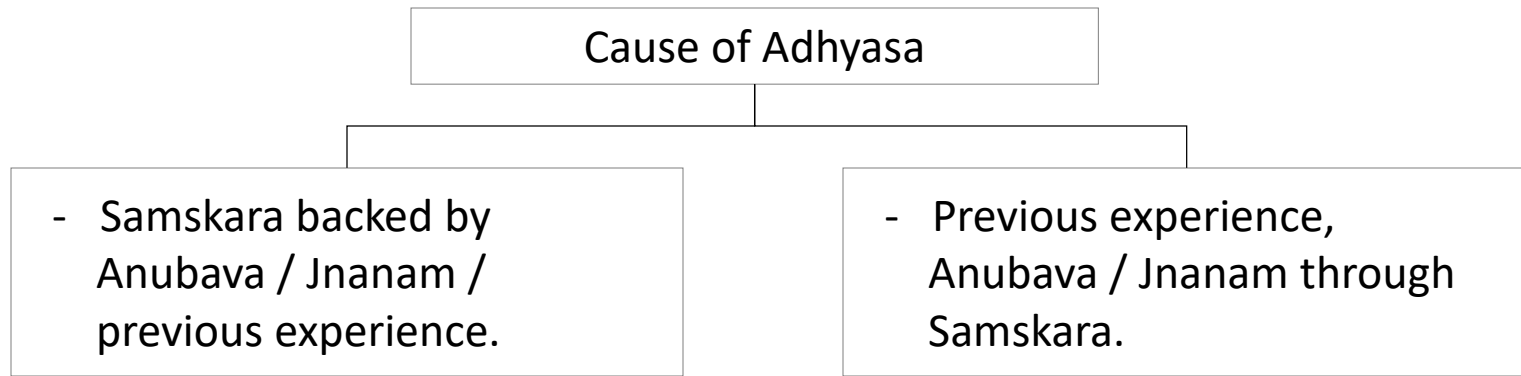 Cause of Adhyasa
- Samskara backed by
Anubava / Jnanam /
previous experience.
- Previous experience,
Anubava / Jnanam through
Samskara.